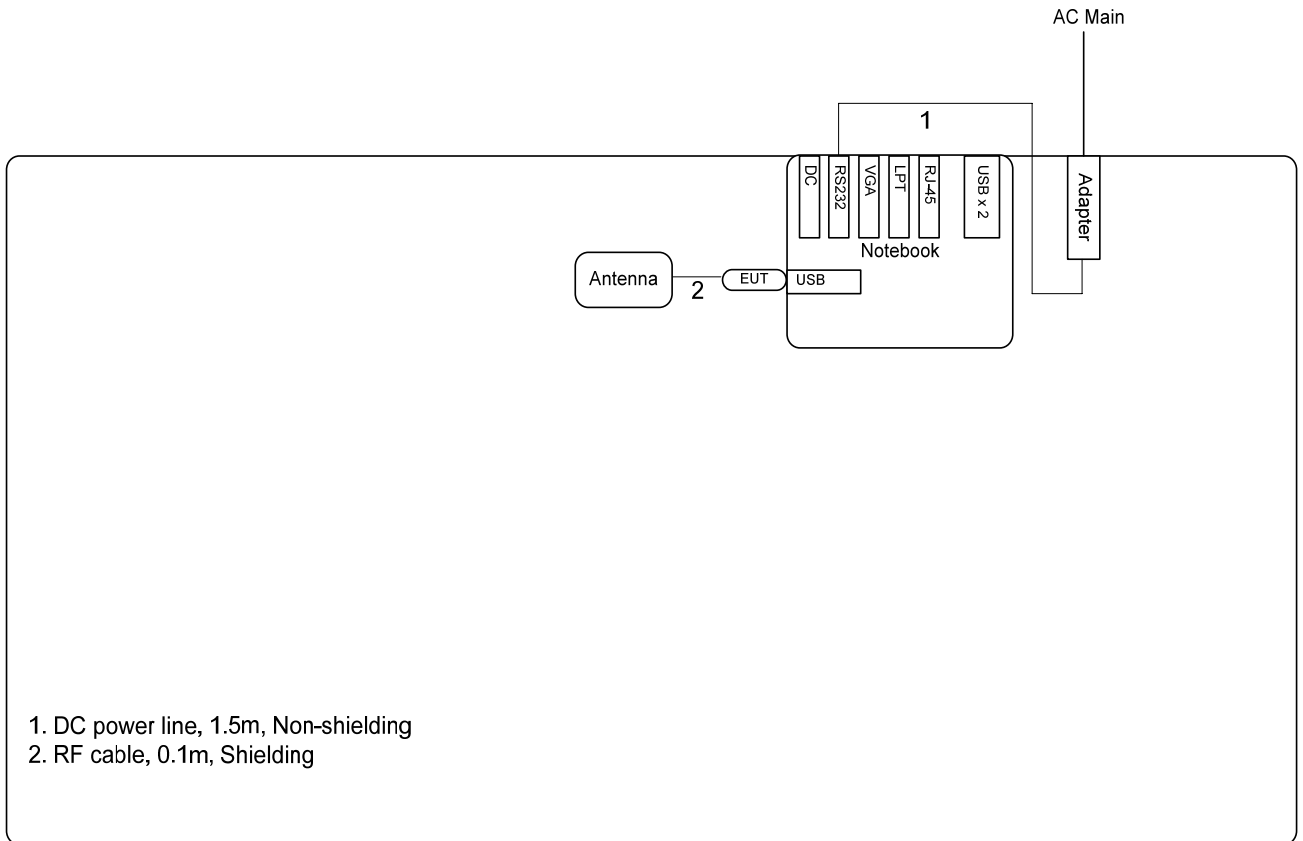 AC Main
1
DC
RS232
VGA
LPT
RJ-45
USB x 2
Adapter
Notebook
Antenna
2
EUT
USB
1. DC power line, 1.5m, Non-shielding
2. RF cable, 0.1m, Shielding